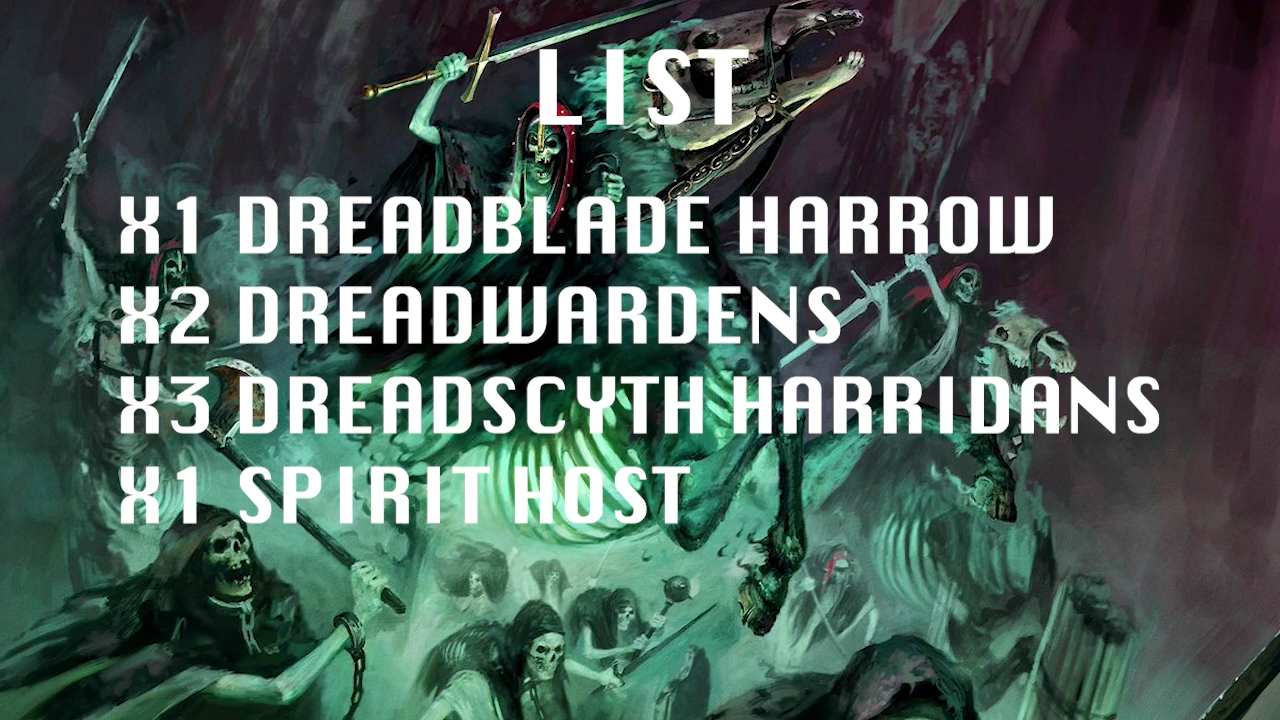 LIST
X1 DREADBLADE HARROW
X2 DREADWARDENS
X3 DREADSCYTH HARRIDANS
X1 SPIRIT HOST